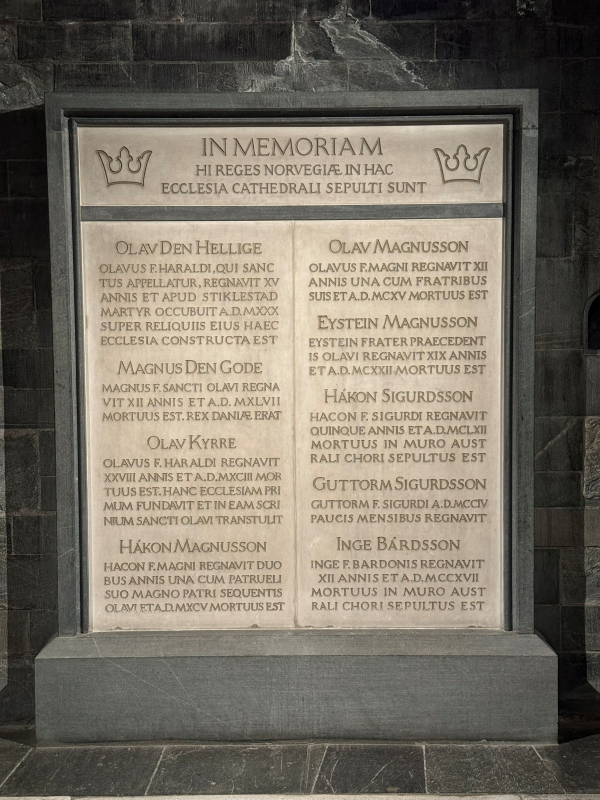 IN MEMORIAM
HI REGES NORVEGIÆ IN HAC
ECCLESIA CATHEDRALI SEPULTI SUNT
OLAV DEN HELLIGE
OLAVUS F. HARALDI, QUI SANC
TUS APPELLATUR, REGNAVIT XV
ANNIS ET APUD STIKLESTAD
MARTYR OCCUBUIT A.D. MXXX
SUPER RELIQUIIS EIUS HAEC
ECCLESIA CONSTRUCTA EST
MAGNUS DEN GODE
MAGNUS F. SANCTI OLAVI REGNA
VIT XII ANNIS ET A.D. MXLVII
MORTUUS EST. REX DANIÆ ERAT
OLAV KYRRE
OLAVUS F. HARALDI REGNAVIT
XXVIII ANNIS ET A.D. MXCIII MOR
TUUS EST. HANC ECCLESIAM PRI
MUM FUNDAVIT ET IN EAM SCRI
NIUM SANCTI OLAVI TRANSTULIT
HÁKON MAGNUSSON
HACON F. MAGNI REGNAVIT DUO
BUS ANNIS UNA CUM PATRUELI
SUO MAGNO PATRI SEQUENTIS
OLAVI ET A.D. MXCV MORTUUS EST
OLAV MAGNUSSON
OLAVUS F. MAGNI REGNAVIT XII
ANNIS UNA CUM FRATRIBUS
SUIS ET A.D. MCXV MORTUUS EST
EYSTEIN MAGNUSSON
EYSTEIN FRATER PRAECEDENT
IS OLAVI REGNAVIT XIX ANNIS
ET A.D. MCXXII MORTUUS EST
HÁKON SIGURDSSON
HACON F. SIGURDI REGNAVIT
QUINQUE ANNIS ET A.D. MCLXII
MORTUUS IN MURO AUST
RALI CHORI SEPULTUS EST
GUTTORM SIGURDSSON
GUTTORM F. SIGURDI A.D. MCCIV
PAUCIS MENSIBUS REGNAVIT
INGE BÁRDSSON
INGE F. BARDONIS REGNAVIT
XII ANNIS ET A.D. MCCXVII
MORTUUS IN MURO AUST
RALI CHORI SEPULTUS EST